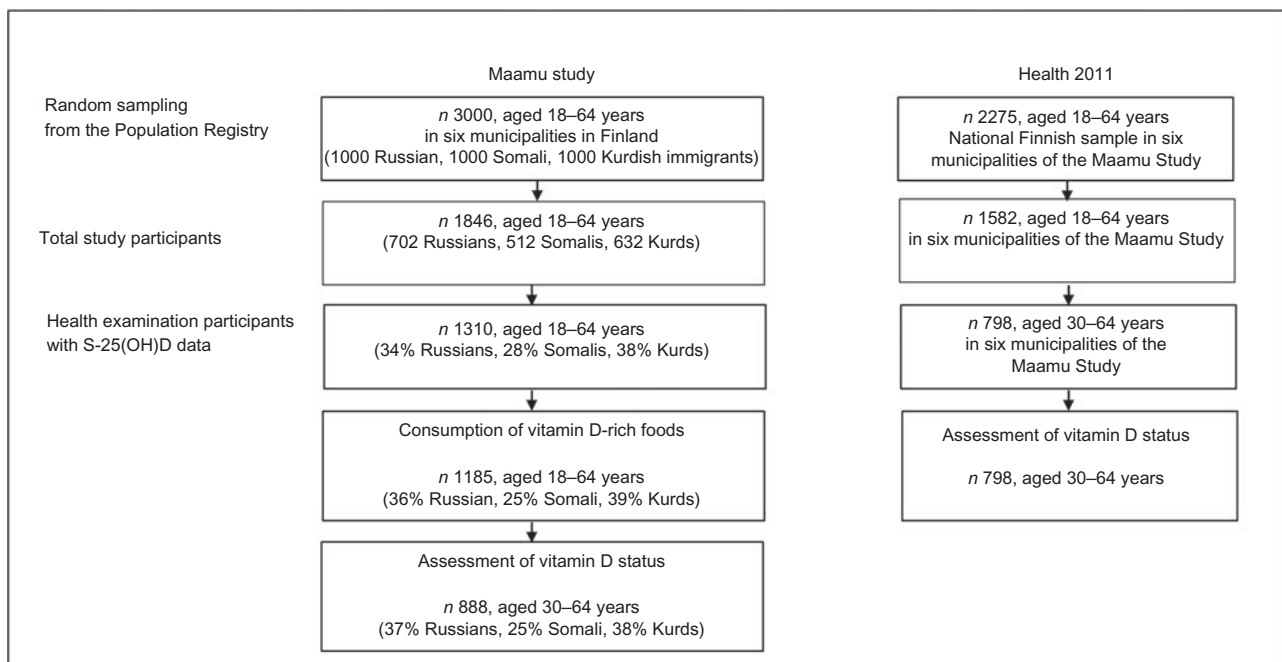 Maamu study
Health 2011
Random sampling
from the Population Registry
n 3000, aged 18–64 years
in six municipalities in Finland
(1000 Russian, 1000 Somali, 1000 Kurdish immigrants)
n 2275, aged 18–64 years
National Finnish sample in six
municipalities of the Maamu Study
Total study participants
n 1846, aged 18–64 years
(702 Russians, 512 Somalis, 632 Kurds)
n 1582, aged 18–64 years
in six municipalities of the Maamu Study
Health examination participants
with S-25(OH)D data
n 1310, aged 18–64 years
(34% Russians, 28% Somalis, 38% Kurds)
n 798, aged 30–64 years
in six municipalities of the
Maamu Study
Consumption of vitamin D-rich foods
n 1185, aged 18–64 years
(36% Russian, 25% Somali, 39% Kurds)
Assessment of vitamin D status
n 798, aged 30–64 years
Assessment of vitamin D status
n 888, aged 30–64 years
(37% Russians, 25% Somali, 38% Kurds)